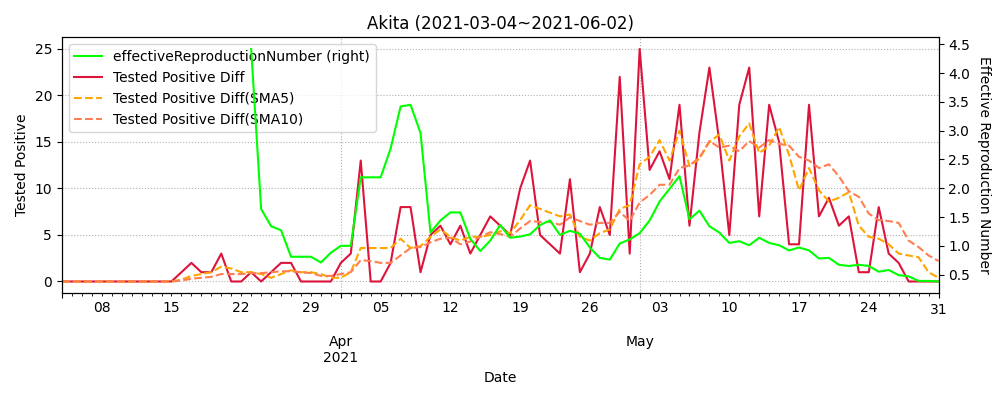 Akita (2021-03-04~2021-06-02)
effectiveReproductionNumber (right)
Tested Positive Diff
Tested Positive Diff(SMA5)
Tested Positive Diff(SMA10)
Tested Positive
25
20
15
10
5
0
4.5
4.0
3.5
3.0
2.5
2.0
1.5
1.0
0.5
Effective Reproduction Number
08 15 22 29 05 12 19 26 03 10 17 24 31
Apr May
2021
Date